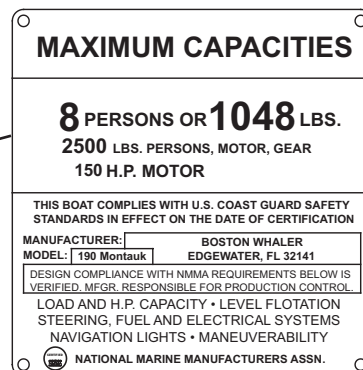 MAXIMUM CAPACITIES
8 PERSONS OR 1048 LBS.
2500 LBS. PERSONS, MOTOR, GEAR
150 H.P. MOTOR
THIS BOAT COMPLIES WITH U.S. COAST GUARD SAFETY
STANDARDS IN EFFECT ON THE DATE OF CERTIFICATION
MANUFACTURER: BOSTON WHALER
MODEL: 190 Montauk EDGEWATER, FL 32141
DESIGN COMPLIANCE WITH NMMA REQUIREMENTS BELOW IS
VERIFIED. MFGR. RESPONSIBLE FOR PRODUCTION CONTROL.
LOAD AND H.P. CAPACITY • LEVEL FLOTATION
STEERING, FUEL AND ELECTRICAL SYSTEMS
NAVIGATION LIGHTS • MANEUVERABILITY
NATIONAL MARINE MANUFACTURERS ASSN.